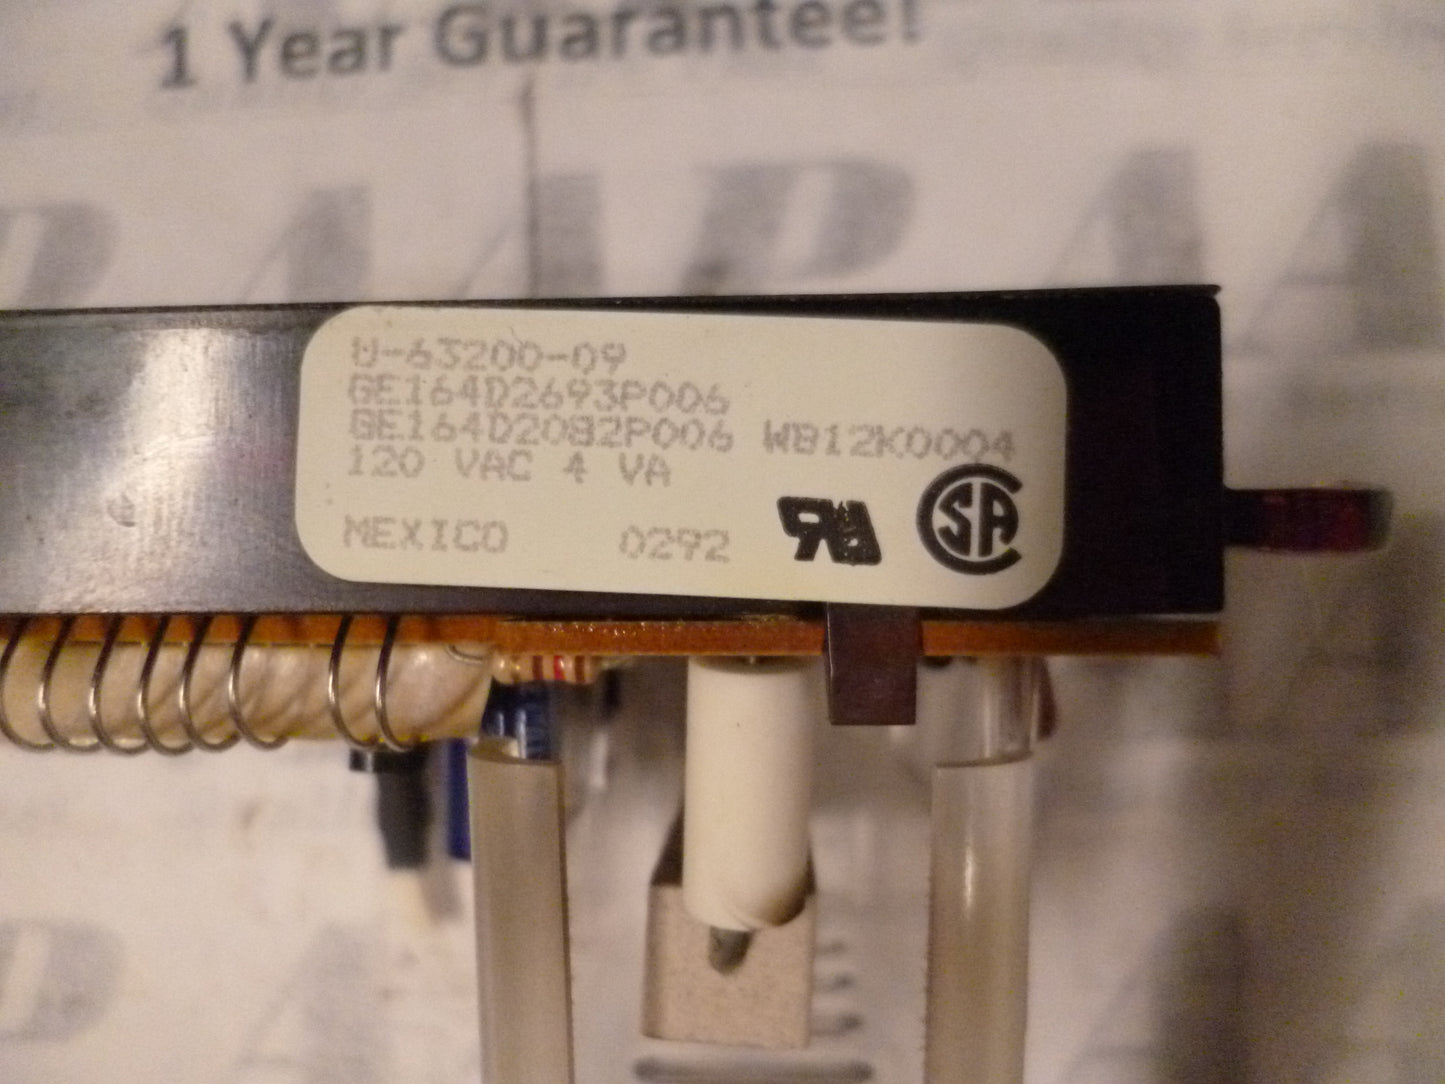 1 Year Guarantee!
U-63200-09
GE164D2693P006
GE164D2082P006 WB12K0004
120 VAC 4 VA
MEXICO 0292
SA